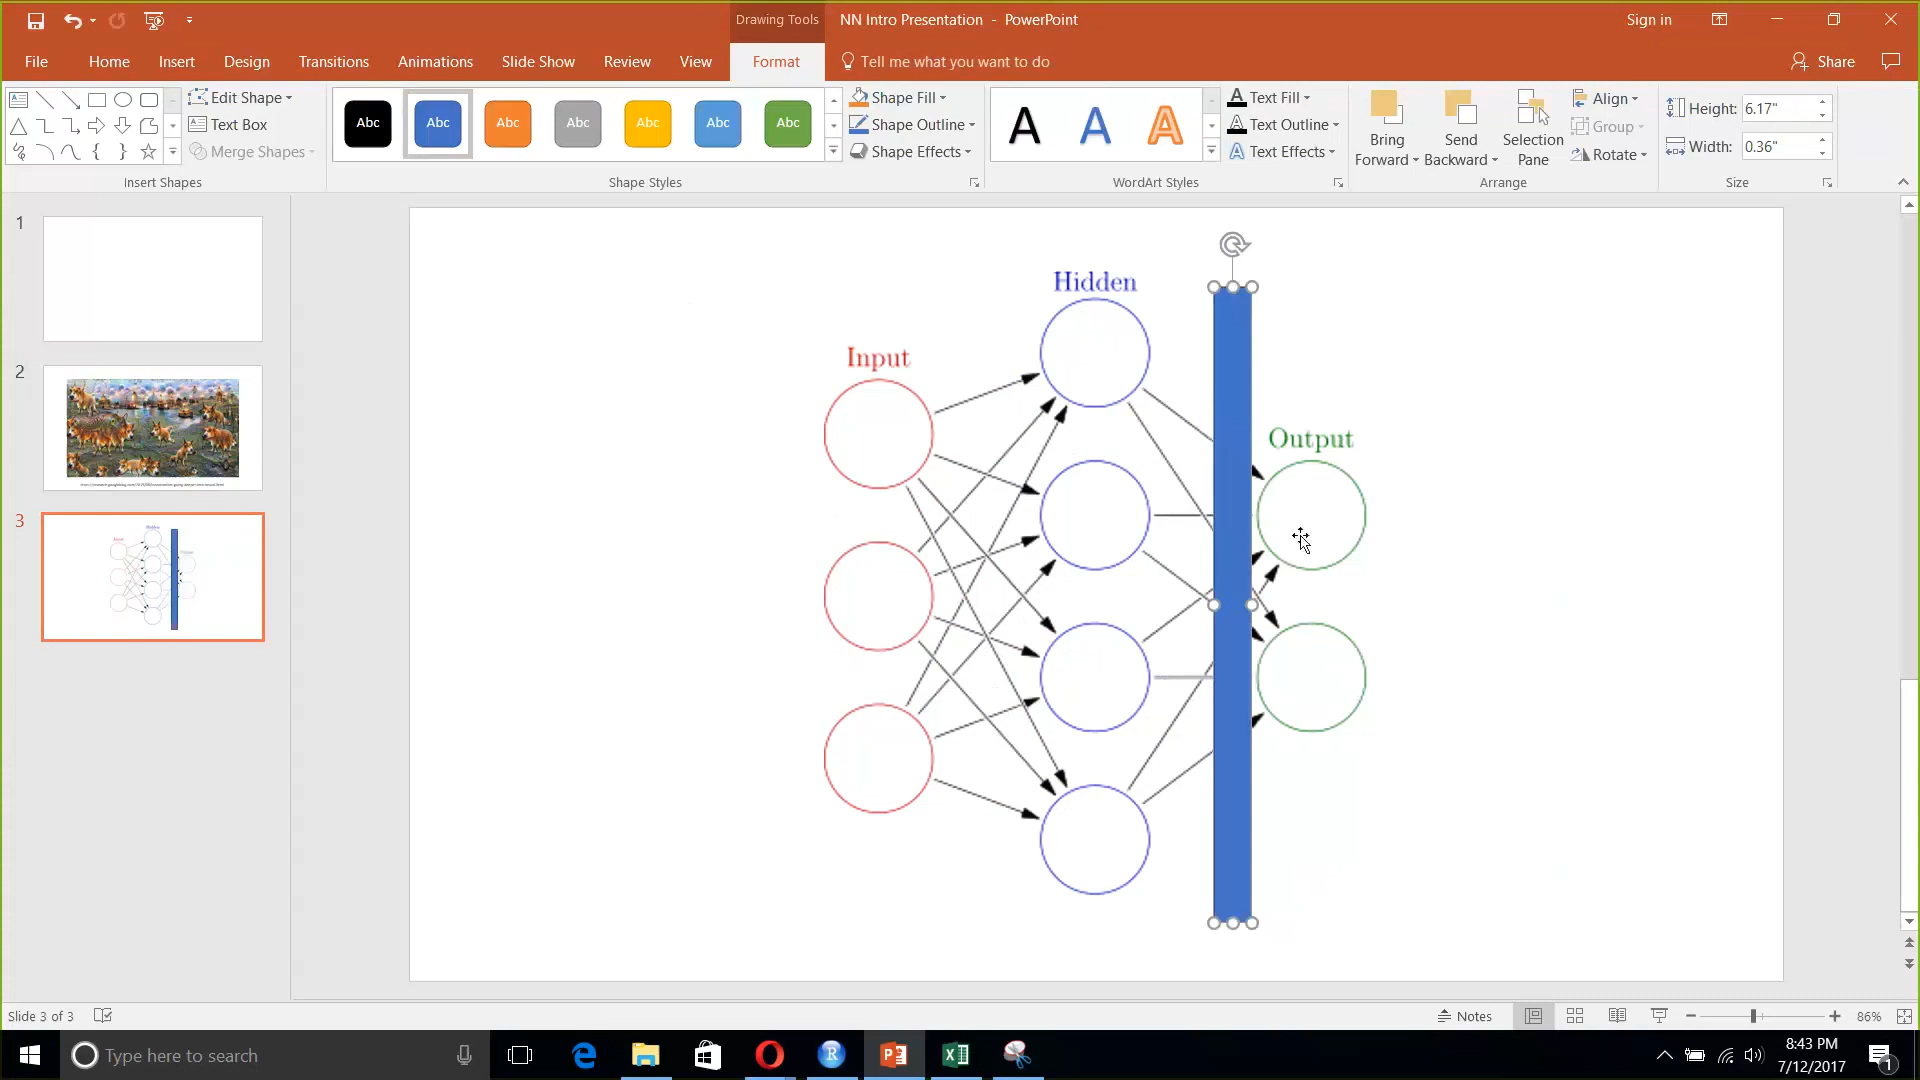 Drawing Tools
NN Intro Presentation - PowerPoint
Sign in
File
Home
Insert
Design
Transitions
Animations
Slide Show
Review
View
Format
Tell me what you want to do
Share
Edit Shape
Text Box
Merge Shapes
Insert Shapes
Abc
Abc
Abc
Abc
Abc
Abc
Abc
Shape Fill
Shape Outline
Shape Effects
Shape Styles
A
A
A
Text Fill
Text Outline
Text Effects
WordArt Styles
Bring
Forward
Send
Backward
Selection
Pane
Align
Group
Rotate
Arrange
Height: 6.17"
Width: 0.36"
Size
1
2
3
Hidden
Input
Output
Slide 3 of 3
Notes
86%
Type here to search
8:43 PM
7/12/2017
1